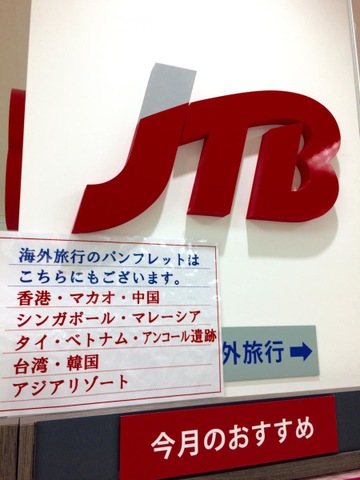 JTB
海外旅行のパンフレットは
こちらにもございます。
香港・マカオ・中国
シンガポール・マレーシア
タイ・ベトナム・アンコール遺跡
台湾・韓国
アジアリゾート
外旅行➡
今月のおすすめ